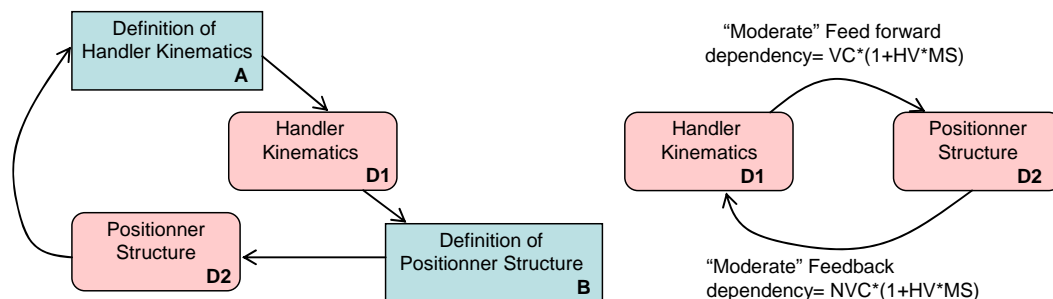 Definition of
Handler Kinematics
A
Handler
Kinematics
D1
Positionner
Structure
D2
Definition of
Positionner Structure
B
“Moderate” Feed forward
dependency= VC*(1+HV*MS)
Handler
Kinematics
D1
Positionner
Structure
D2
“Moderate” Feedback
dependency= NVC*(1+HV*MS)